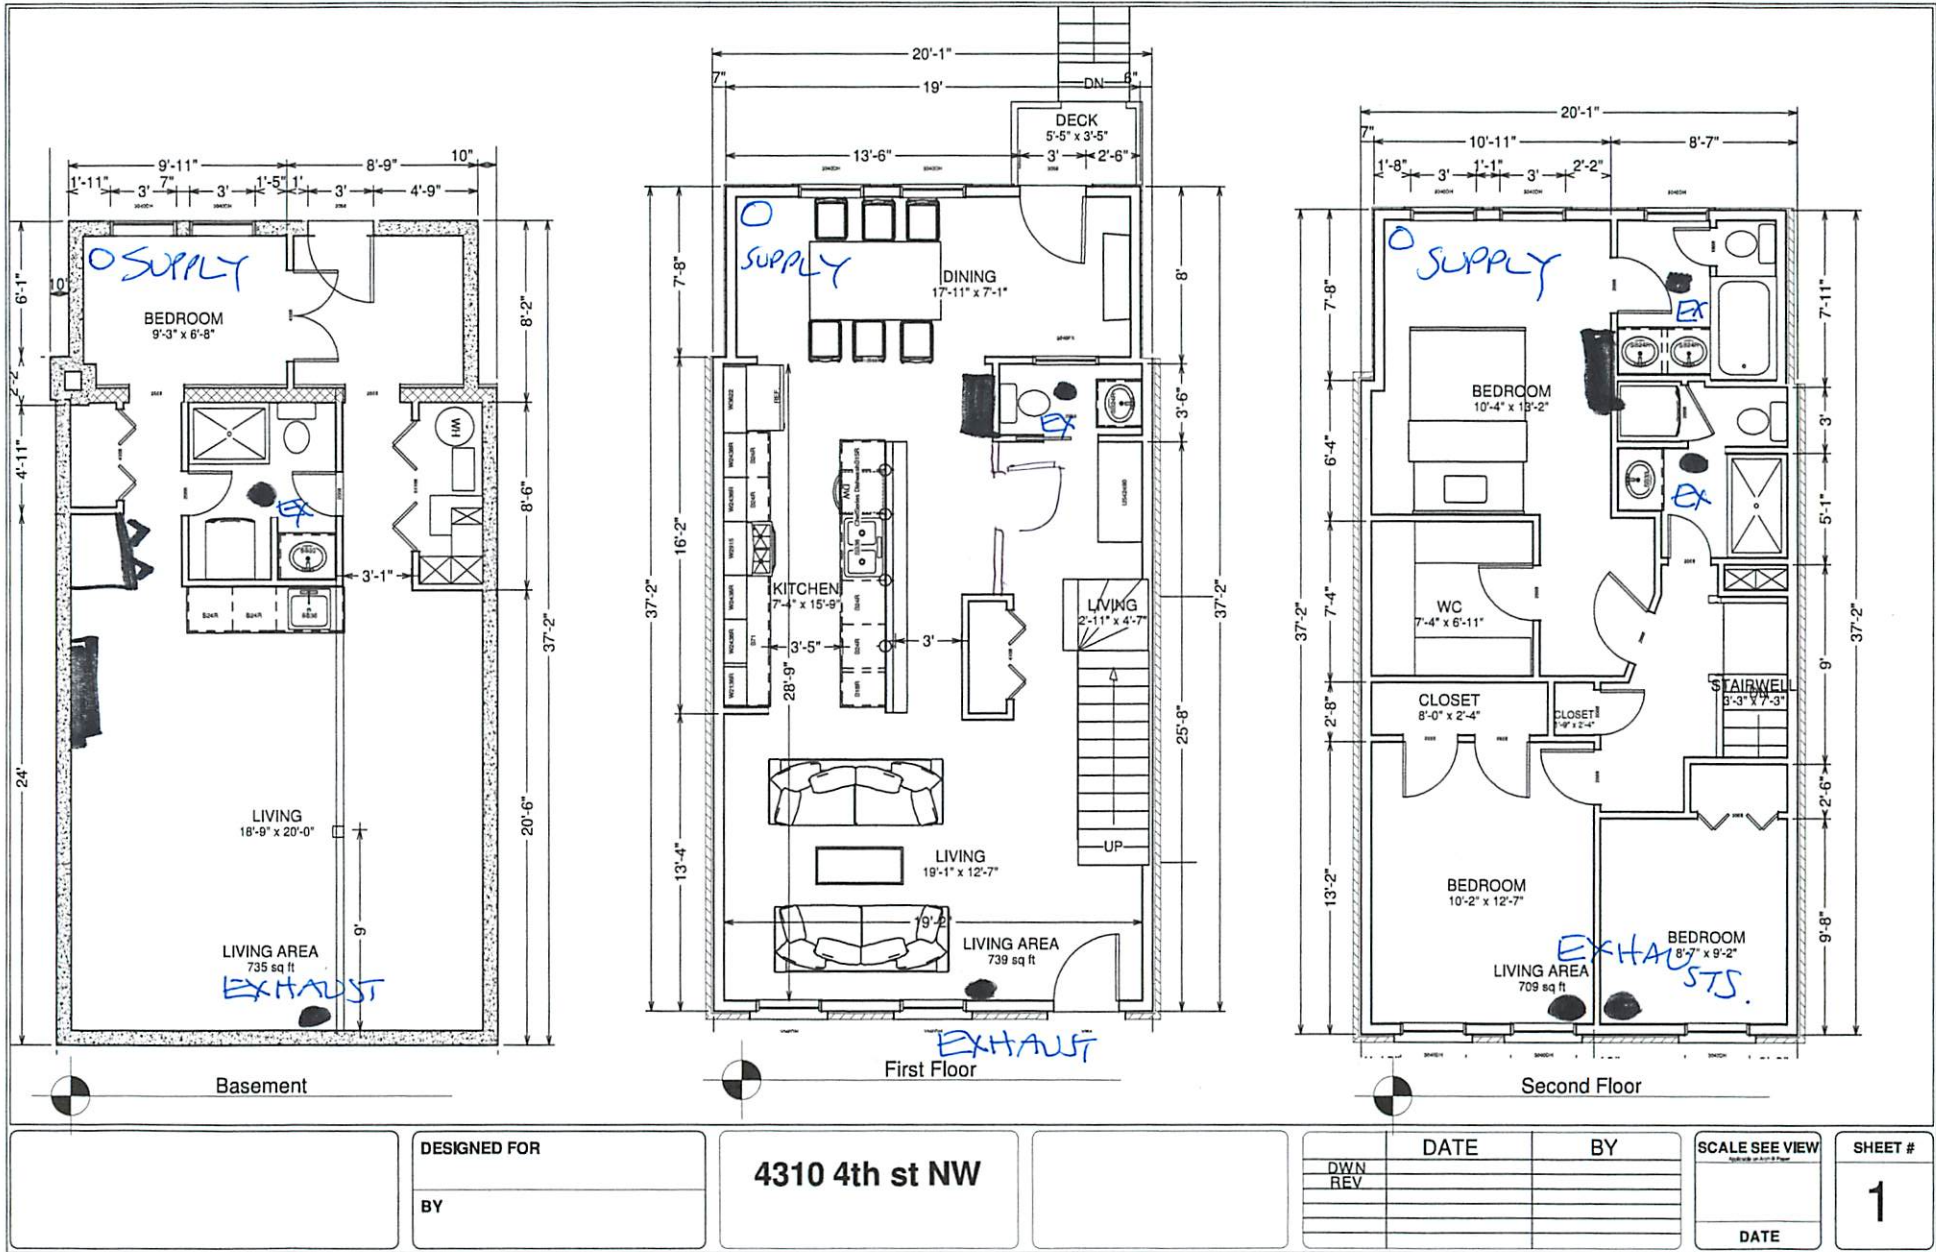 20'-1"
7"
19'
6"
DN
DECK
5'-5" x 3'-5"
13'-6"
3'
2'-6"
20'-1"
7"
10'-11"
8'-7"
1'-8"
3'
1'-1"
3'
2'-2"
9'-11"
8'-9"
10"
1'-11"
3'
7"
3'
1'-5"
1'
3'
4'-9"
6'-1"
10"
4'-11"
24'
8'-2"
8'-6"
37'-2"
20'-6"
O SUPPLY
BEDROOM
9'-3" x 6'-8"
WH
EX
SB36
3'-1"
B24R
B24R
LIVING
18'-9" x 20'-0"
9'
LIVING AREA
735 sq ft
EXHAUST
Basement
7'-8"
37'-2"
16'-2"
13'-4"
O
SUPPLY
DINING
17'-11" x 7'-1"
REF
EX
DW
KITCHEN
7'-4" x 15'-9"
3'-5"
3'
28'-9"
LIVING
2'-11" x 4'-7"
UP
LIVING
19'-1" x 12'-7"
19'-2"
LIVING AREA
739 sq ft
EXHAUST
First Floor
8'
3'-6"
37'-2"
25'-8"
7'-8"
6'-4"
37'-2"
7'-4"
2'-8"
13'-2"
O
SUPPLY
EX
BEDROOM
10'-4" x 13'-2"
EX
WC
7'-4" x 6'-11"
CLOSET
8'-0" x 2'-4"
CLOSET
STAIRWELL
3'-3" x 7'-3"
BEDROOM
10'-2" x 12'-7"
BEDROOM
8'-7" x 9'-2"
EXHAUSTS.
LIVING AREA
709 sq ft
Second Floor
7'-11"
3'
5'-1"
37'-2"
9'
2'-6"
9'-8"
DESIGNED FOR
BY
4310 4th st NW
DATE
BY
DWN
REV
SCALE SEE VIEW
DATE
SHEET #
1